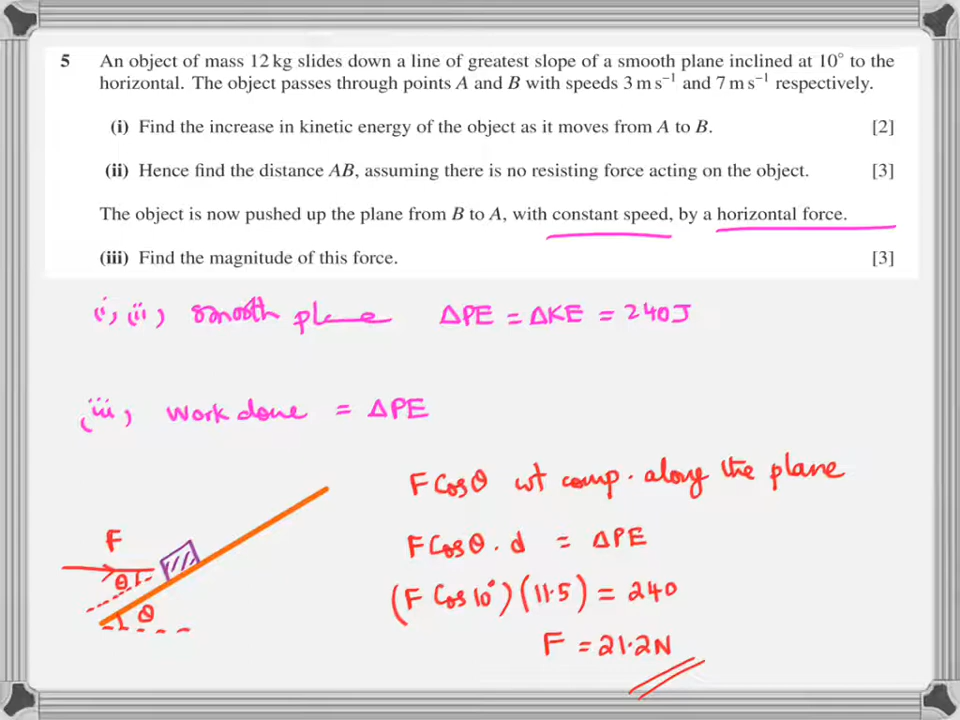 5 An object of mass 12 kg slides down a line of greatest slope of a smooth plane inclined at 10° to the
horizontal. The object passes through points A and B with speeds 3 m s⁻¹ and 7 m s⁻¹ respectively.
(i) Find the increase in kinetic energy of the object as it moves from A to B. [2]
(ii) Hence find the distance AB, assuming there is no resisting force acting on the object. [3]
The object is now pushed up the plane from B to A, with constant speed, by a horizontal force.
(iii) Find the magnitude of this force. [3]
(i), (ii) smooth plane ΔPE = ΔKE = 240J
(iii) work done = ΔPE
F Cosθ wt comp. along the plane
F Cosθ . d = ΔPE
(F Cos10°)(11.5) = 240
F = 21.2N
F
θ
θ